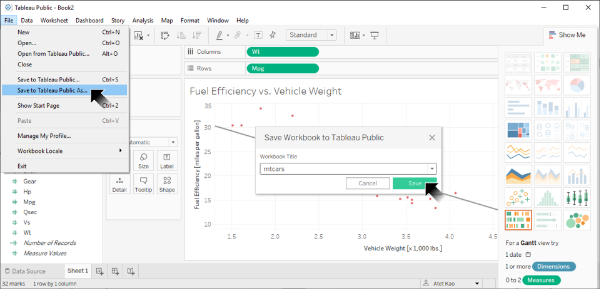 Tableau Public - Book2
File Data Worksheet Dashboard Story Analysis Map Format Window Help
New Ctrl+N
Open... Ctrl+O
Open from Tableau Public... Alt+O
Close
Save to Tableau Public... Ctrl+S
Save to Tableau Public As...
Show Start Page Ctrl+2
Paste Ctrl+V
Manage My Profile...
Workbook Locale
Exit
Standard
Show Me
Columns Wt
Rows Mpg
Fuel Efficiency vs. Vehicle Weight
Automatic
Size Label
Detail Tooltip Shape
Gear
Hp
Mpg
Qsec
Vs
Wt
Number of Records
Measure Values
Fuel Efficiency [miles per gallon]
35
30
25
20
15
10
1.5 2.0 2.5 3.0 3.5 4.0 4.5
Vehicle Weight [x 1,000 lbs.]
Save Workbook to Tableau Public
Workbook Title
mtcars
Cancel Save
For a Gantt view try
1 date
1 or more Dimensions
0 to 2 Measures
Data Source Sheet 1
32 marks 1 row by 1 column